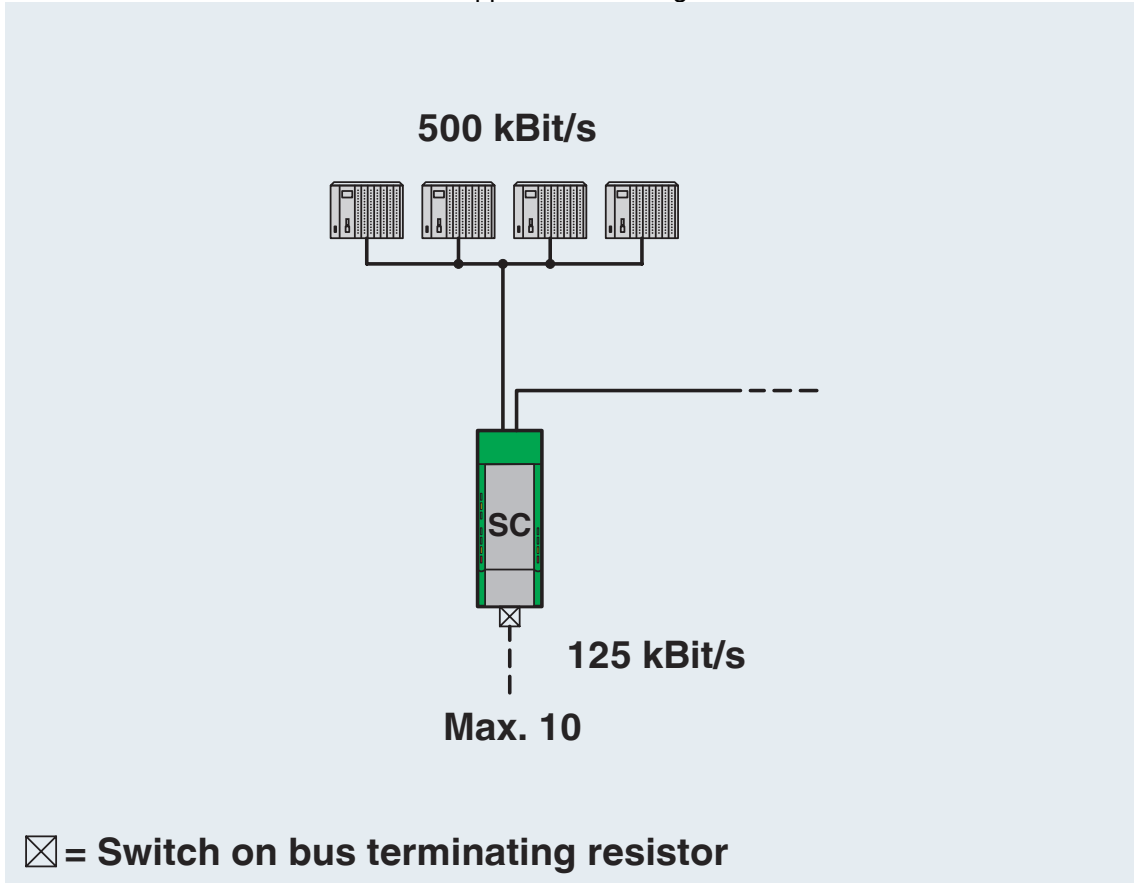 500 kBit/s
SC
125 kBit/s
Max. 10
= Switch on bus terminating resistor